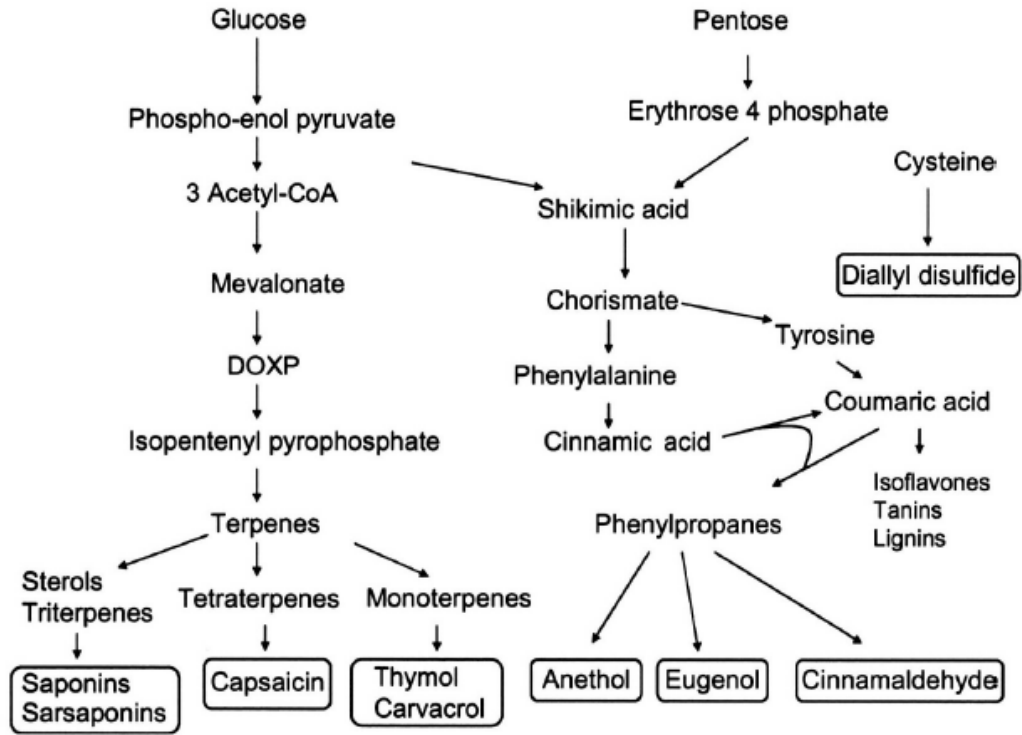 Glucose
Pentose
Phospho-enol pyruvate
Erythrose 4 phosphate
Cysteine
3 Acetyl-CoA
Shikimic acid
Mevalonate
Diallyl disulfide
Chorismate
Tyrosine
DOXP
Phenylalanine
Coumaric acid
Isopentenyl pyrophosphate
Cinnamic acid
Isoflavones
Tanins
Lignins
Terpenes
Phenylpropanes
Sterols
Triterpenes
Tetraterpenes
Monoterpenes
Saponins
Sarsaponins
Capsaicin
Thymol
Carvacrol
Anethol
Eugenol
Cinnamaldehyde